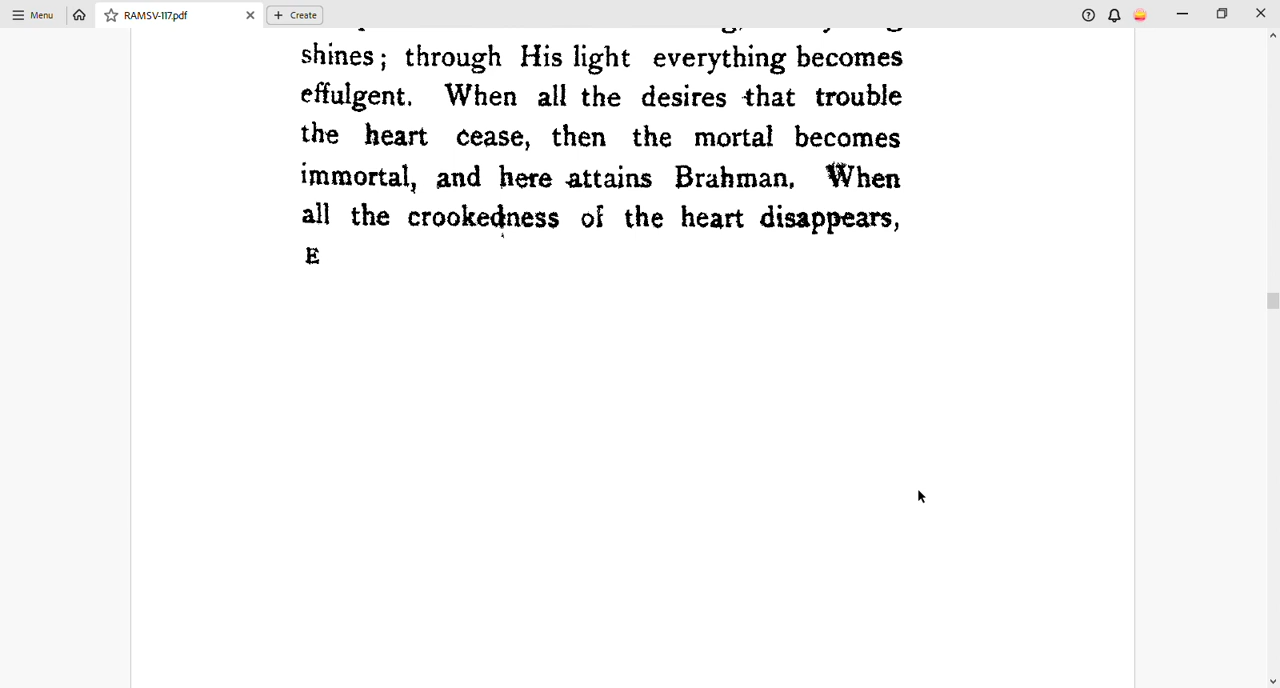 Menu
RAMSV-117.pdf
+ Create
shines; through His light everything becomes
effulgent. When all the desires that trouble
the heart cease, then the mortal becomes
immortal, and here attains Brahman. When
all the crookedness of the heart disappears,
E